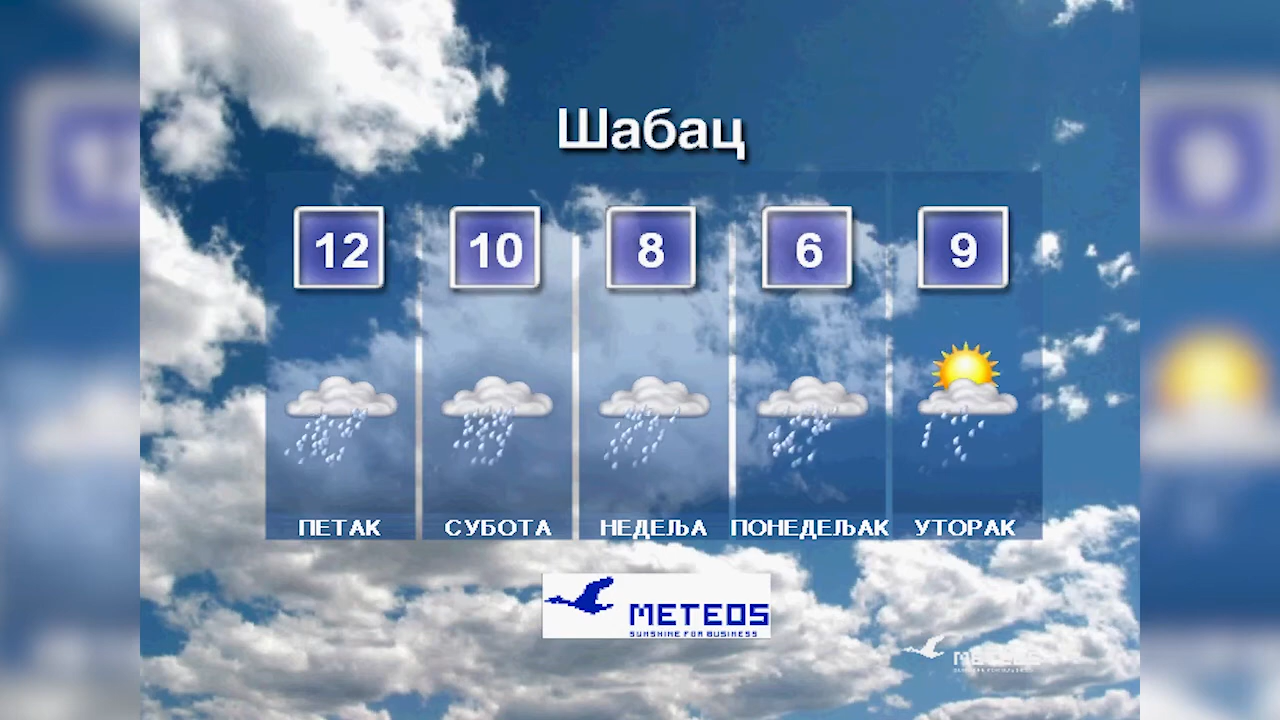 Шабац
12 10 8 6 9
ПЕТАК СУБОТА НЕДЕЉА ПОНЕДЕЉАК УТОРАК
METEOS
SUNSHINE FOR BUSINESS